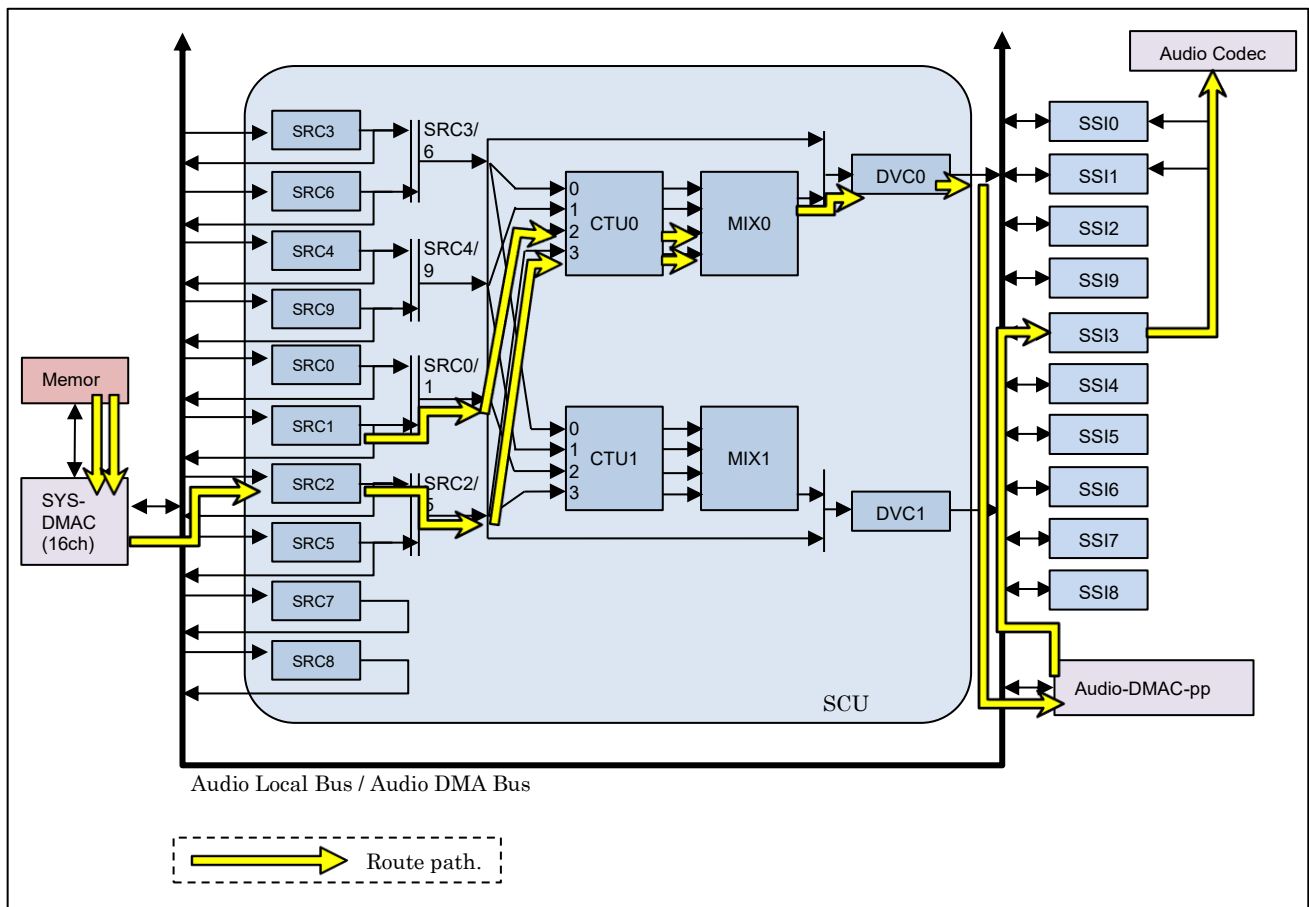 Audio Codec
SRC3
SRC6
SRC4
SRC9
SRC0
SRC1
SRC2
SRC5
SRC7
SRC8
SRC3/
6
SRC4/
9
SRC0/
1
SRC2/
0
1
2
3
CTU0
MIX0
DVC0
0
1
2
3
CTU1
MIX1
DVC1
SSI0
SSI1
SSI2
SSI9
SSI3
SSI4
SSI5
SSI6
SSI7
SSI8
Memor
SYS-
DMAC
(16ch)
Audio-DMAC-pp
SCU
Audio Local Bus / Audio DMA Bus
Route path.